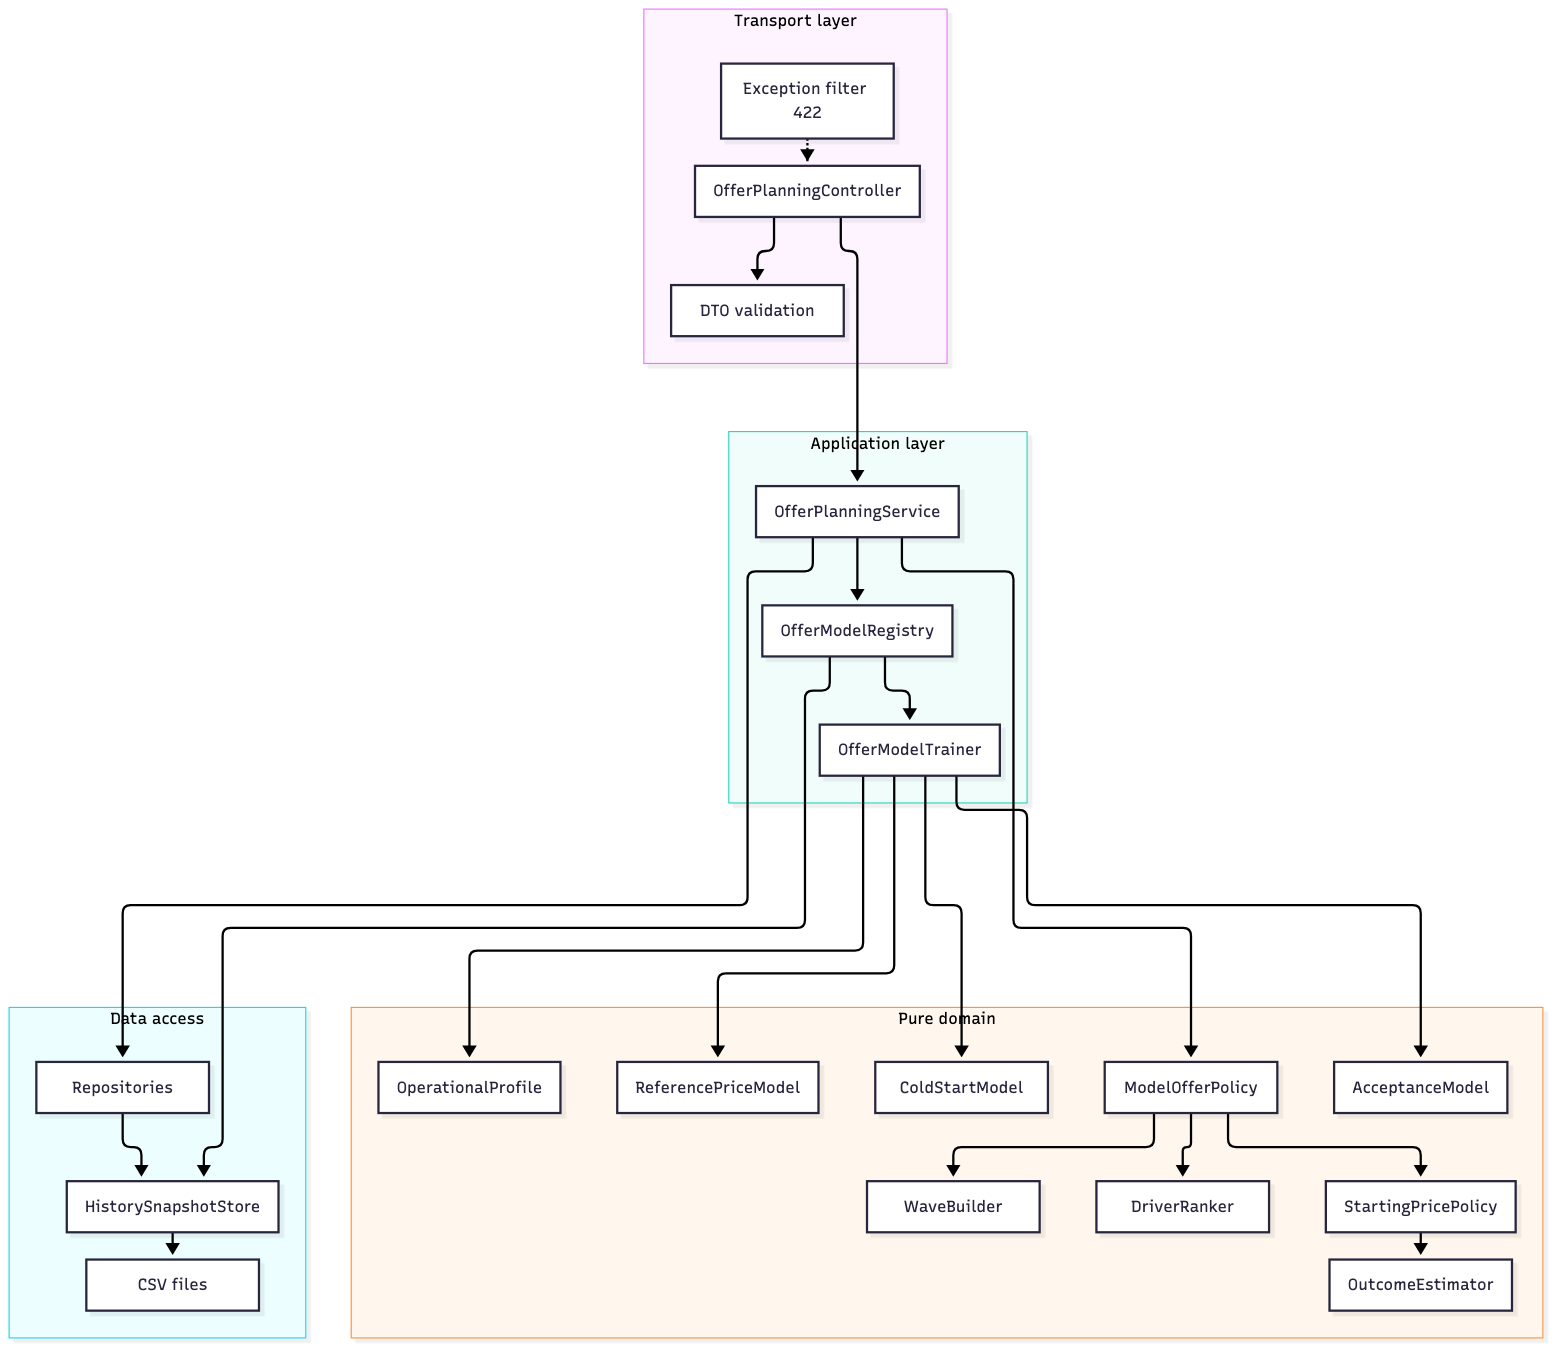 Transport layer
Exception filter
422
OfferPlanningController
DTO validation
Application layer
OfferPlanningService
OfferModelRegistry
OfferModelTrainer
Data access
Pure domain
Repositories
OperationalProfile
ReferencePriceModel
ColdStartModel
ModelOfferPolicy
AcceptanceModel
HistorySnapshotStore
WaveBuilder
DriverRanker
StartingPricePolicy
CSV files
OutcomeEstimator